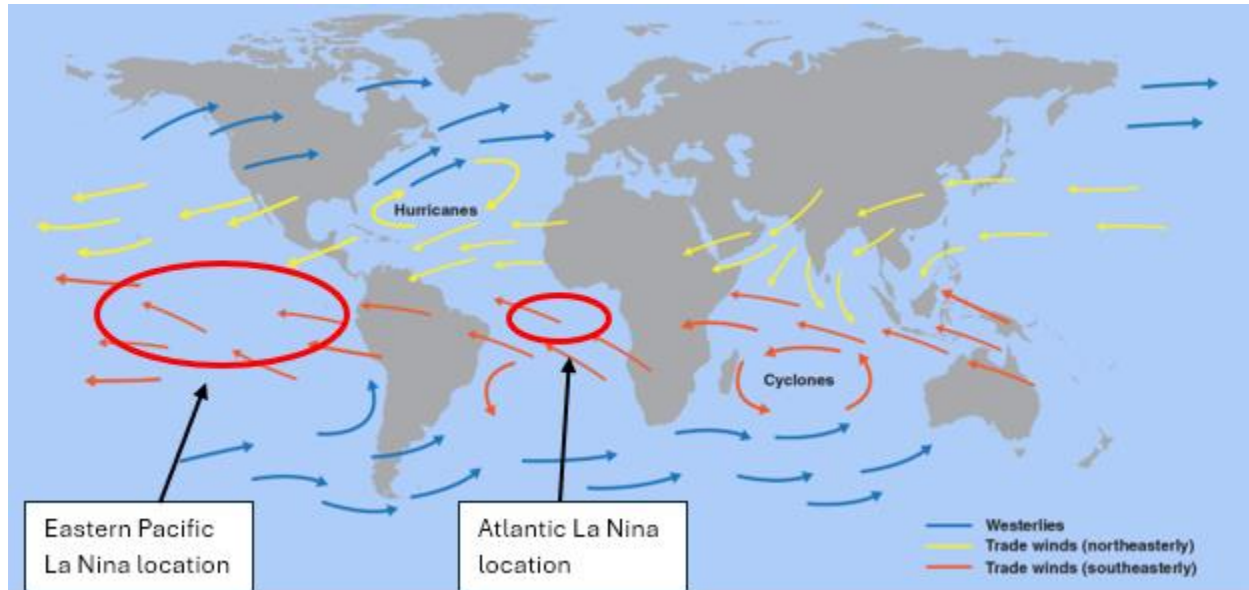 Hurricanes
Cyclones
Eastern Pacific
La Nina location
Atlantic La Nina
location
Westerlies
Trade winds (northeasterly)
Trade winds (southeasterly)